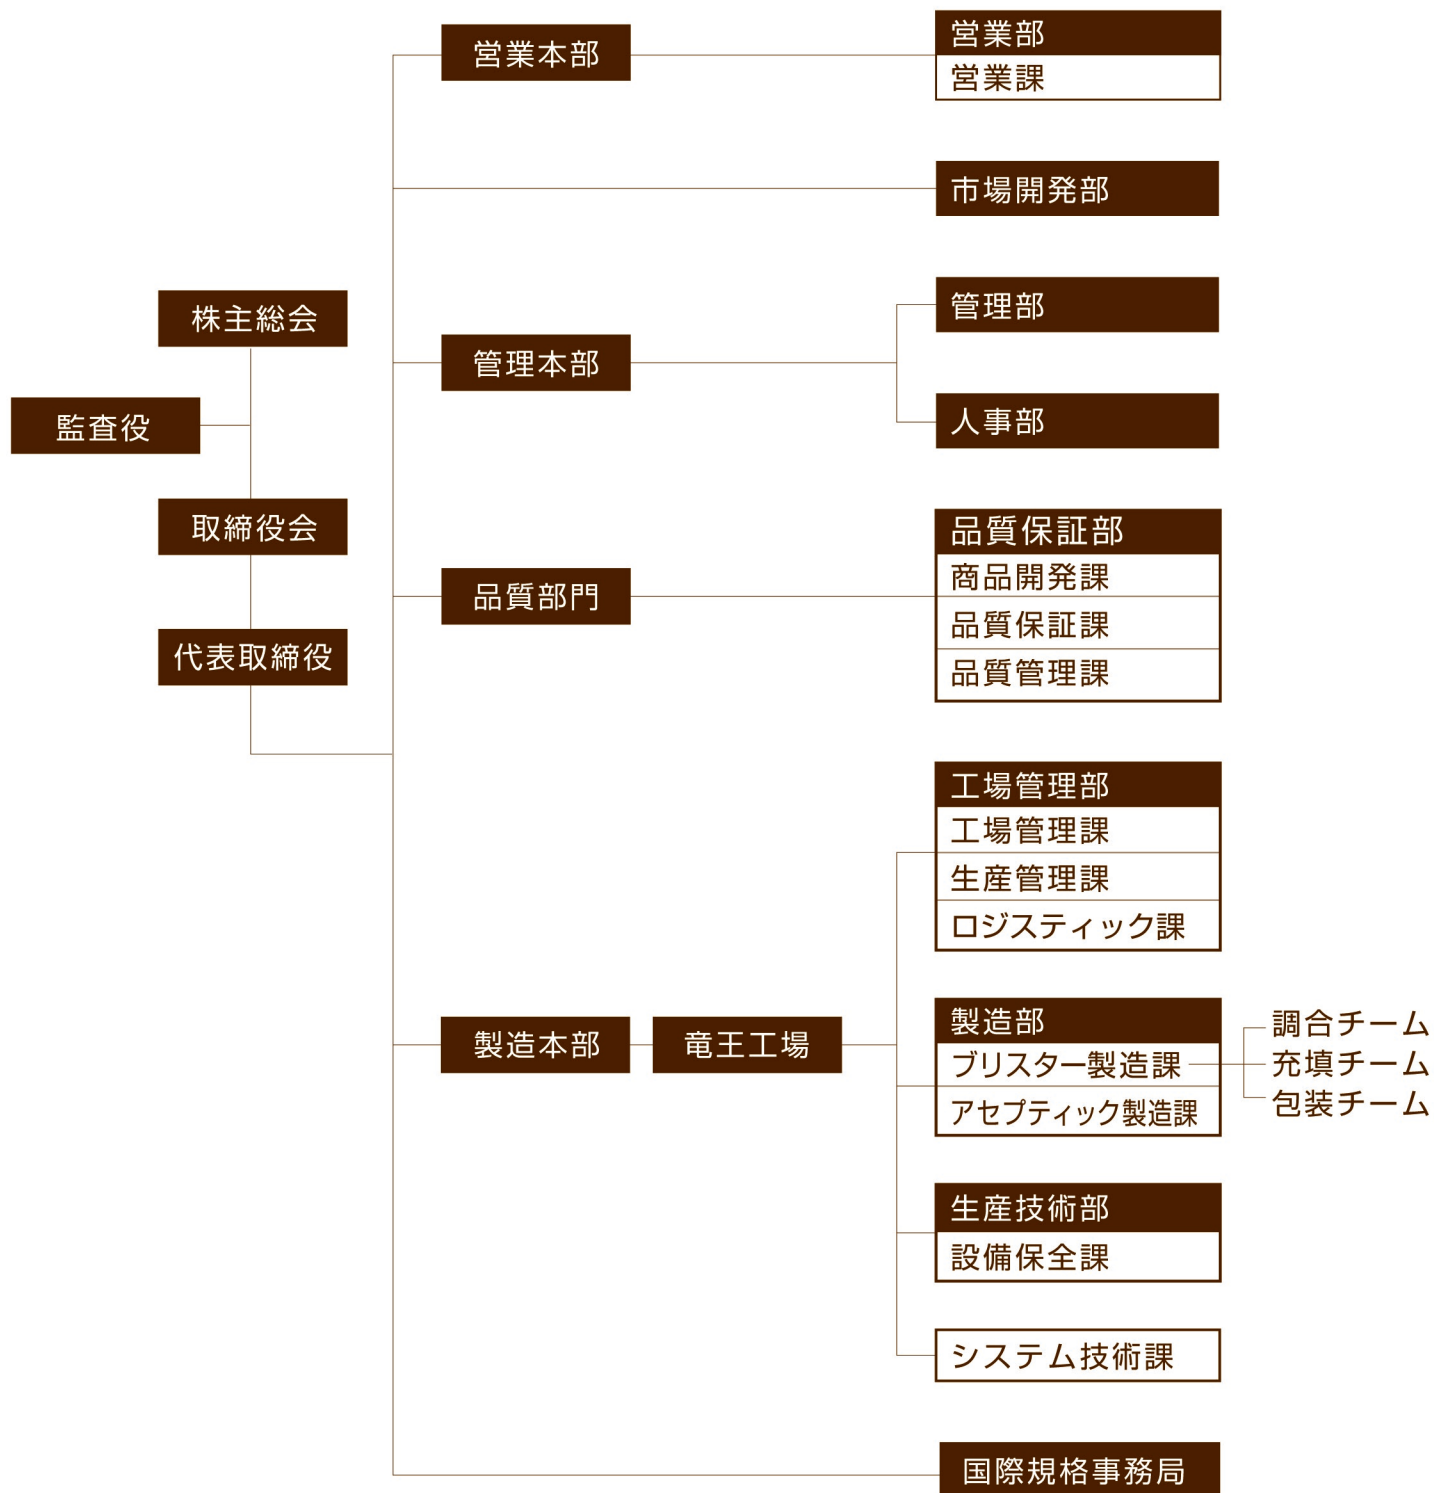 株主総会
監査役
取締役会
代表取締役
営業本部
営業部
営業課
市場開発部
管理本部
管理部
人事部
品質部門
品質保証部
商品開発課
品質保証課
品質管理課
製造本部
竜王工場
工場管理部
工場管理課
生産管理課
ロジスティック課
製造部
ブリスター製造課
調合チーム
充填チーム
包装チーム
アセプティック製造課
生産技術部
設備保全課
システム技術課
国際規格事務局